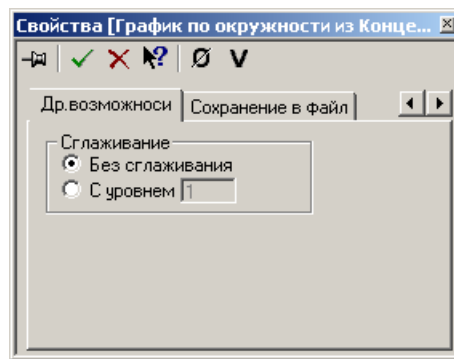 Свойства [График по окружности из Конце...
Ø V
Др.возможноси Сохранение в файл
Сглаживание
Без сглаживания
С уровнем 1